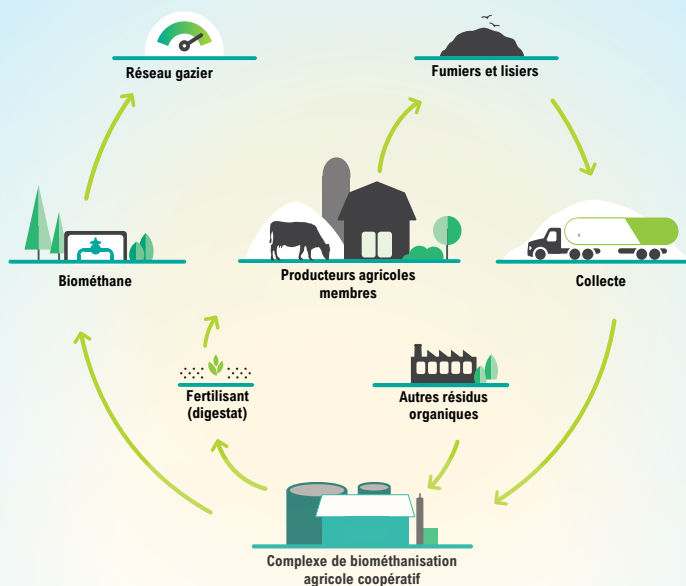 Réseau gazier
Fumiers et lisiers
Biométhane
Producteurs agricoles
membres
Collecte
Fertilisant
(digestat)
Autres résidus
organiques
Complexe de biométhanisation
agricole coopératif